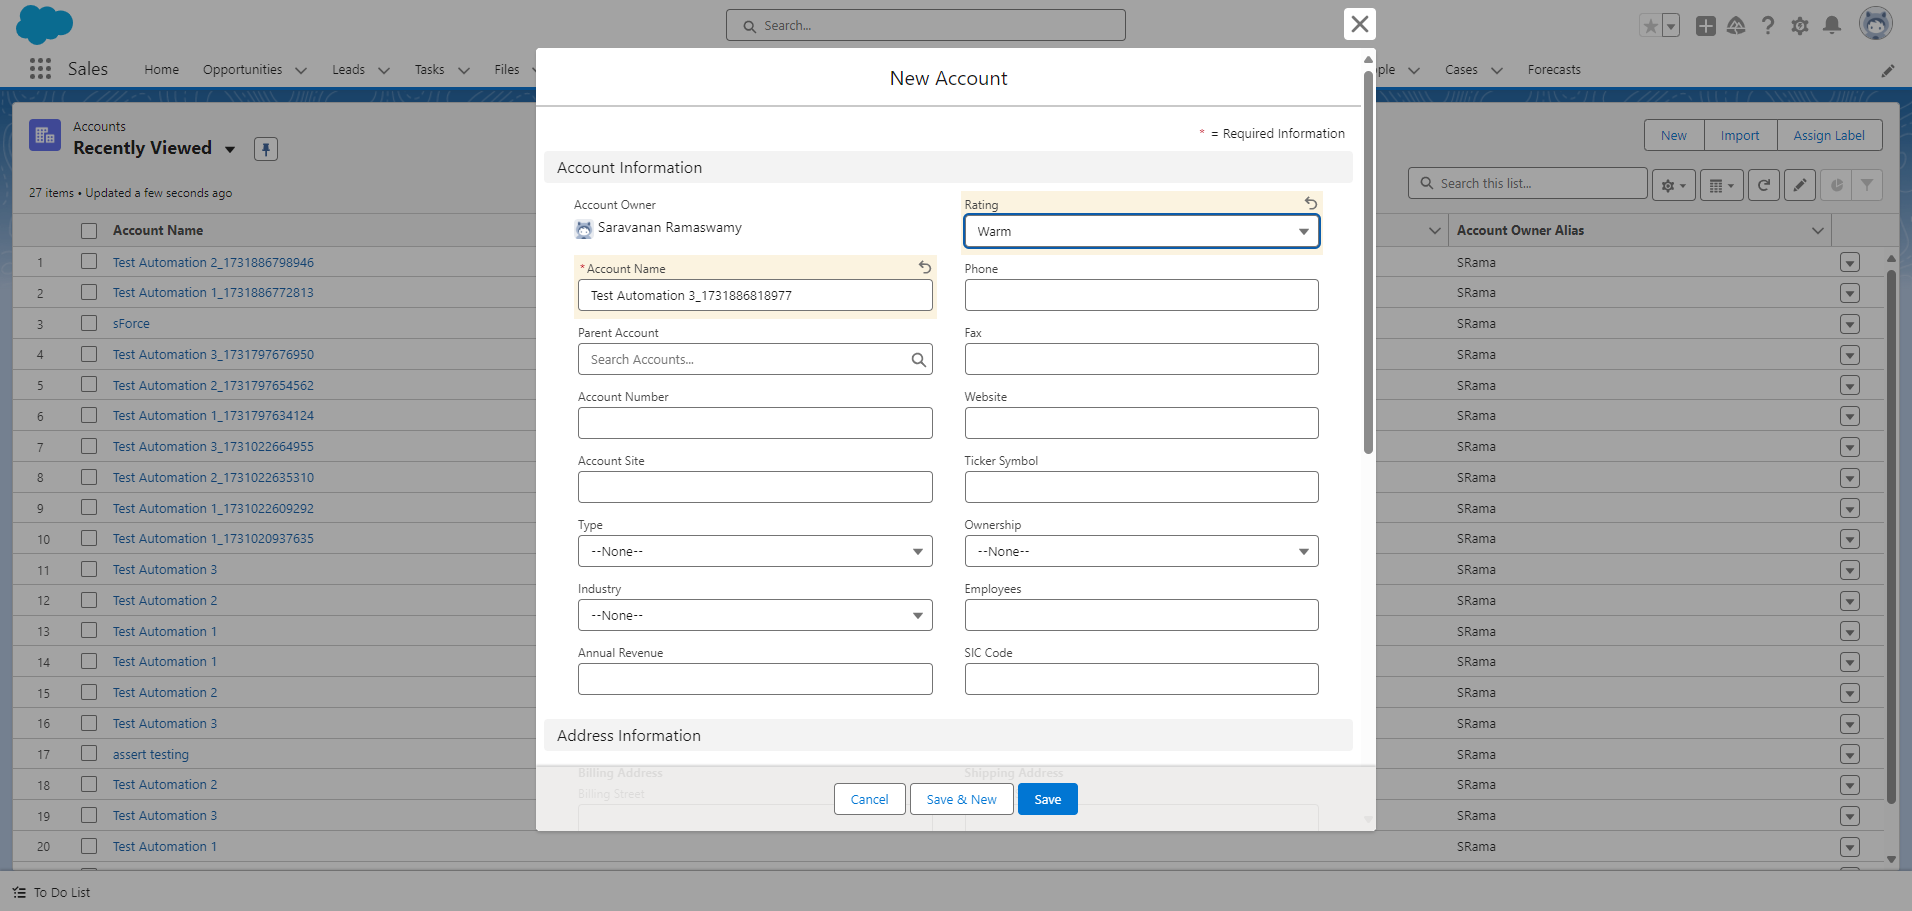 Search...
Sales
Home
Opportunities
Leads
Tasks
Files
ple
Cases
Forecasts
New Account
* = Required Information
Account Information
Account Owner
Saravanan Ramaswamy
Rating
Warm
*Account Name
Test Automation 3_1731886818977
Phone
Parent Account
Search Accounts...
Fax
Account Number
Website
Account Site
Ticker Symbol
Type
--None--
Ownership
--None--
Industry
--None--
Employees
Annual Revenue
SIC Code
Address Information
Billing Address
Shipping Address
Billing Street
Cancel
Save & New
Save
Accounts
Recently Viewed
New
Import
Assign Label
27 items • Updated a few seconds ago
Search this list...
Account Name
Account Owner Alias
1 Test Automation 2_1731886798946 SRama
2 Test Automation 1_1731886772813 SRama
3 sForce SRama
4 Test Automation 3_1731797676950 SRama
5 Test Automation 2_1731797654562 SRama
6 Test Automation 1_1731797634124 SRama
7 Test Automation 3_1731022664955 SRama
8 Test Automation 2_1731022635310 SRama
9 Test Automation 1_1731022609292 SRama
10 Test Automation 1_1731020937635 SRama
11 Test Automation 3 SRama
12 Test Automation 2 SRama
13 Test Automation 1 SRama
14 Test Automation 1 SRama
15 Test Automation 2 SRama
16 Test Automation 3 SRama
17 assert testing SRama
18 Test Automation 2 SRama
19 Test Automation 3 SRama
20 Test Automation 1 SRama
To Do List